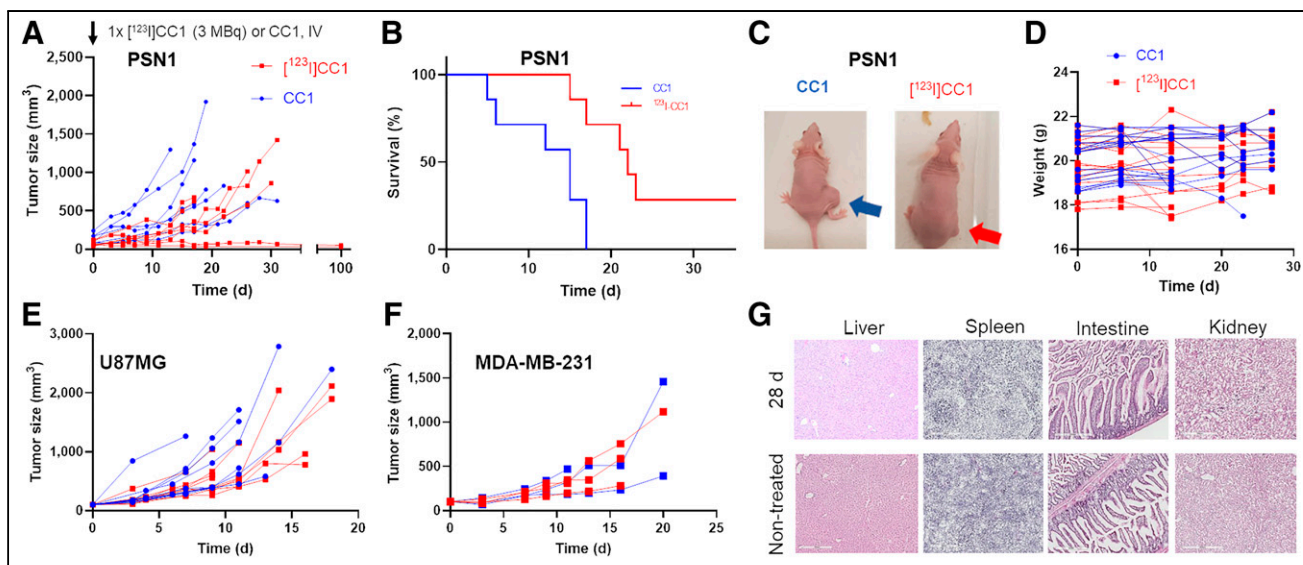 A
1x [¹²³I]CC1 (3 MBq) or CC1, IV
PSN1
[¹²³I]CC1
CC1
Tumor size (mm³)
2,500
2,000
1,500
1,000
500
0
0 10 20 30 100
Time (d)
B
PSN1
CC1
¹²³I-CC1
Survival (%)
100
50
0
0 10 20 30
Time (d)
C
PSN1
CC1
[¹²³I]CC1
D
CC1
[¹²³I]CC1
Weight (g)
24
22
20
18
16
0 10 20 30
Time (d)
E
U87MG
Tumor size (mm³)
3,000
2,000
1,000
0
0 5 10 15 20
Time (d)
F
MDA-MB-231
Tumor size (mm³)
2,000
1,500
1,000
500
0
0 5 10 15 20 25
Time (d)
G
Liver Spleen Intestine Kidney
28 d
Non-treated